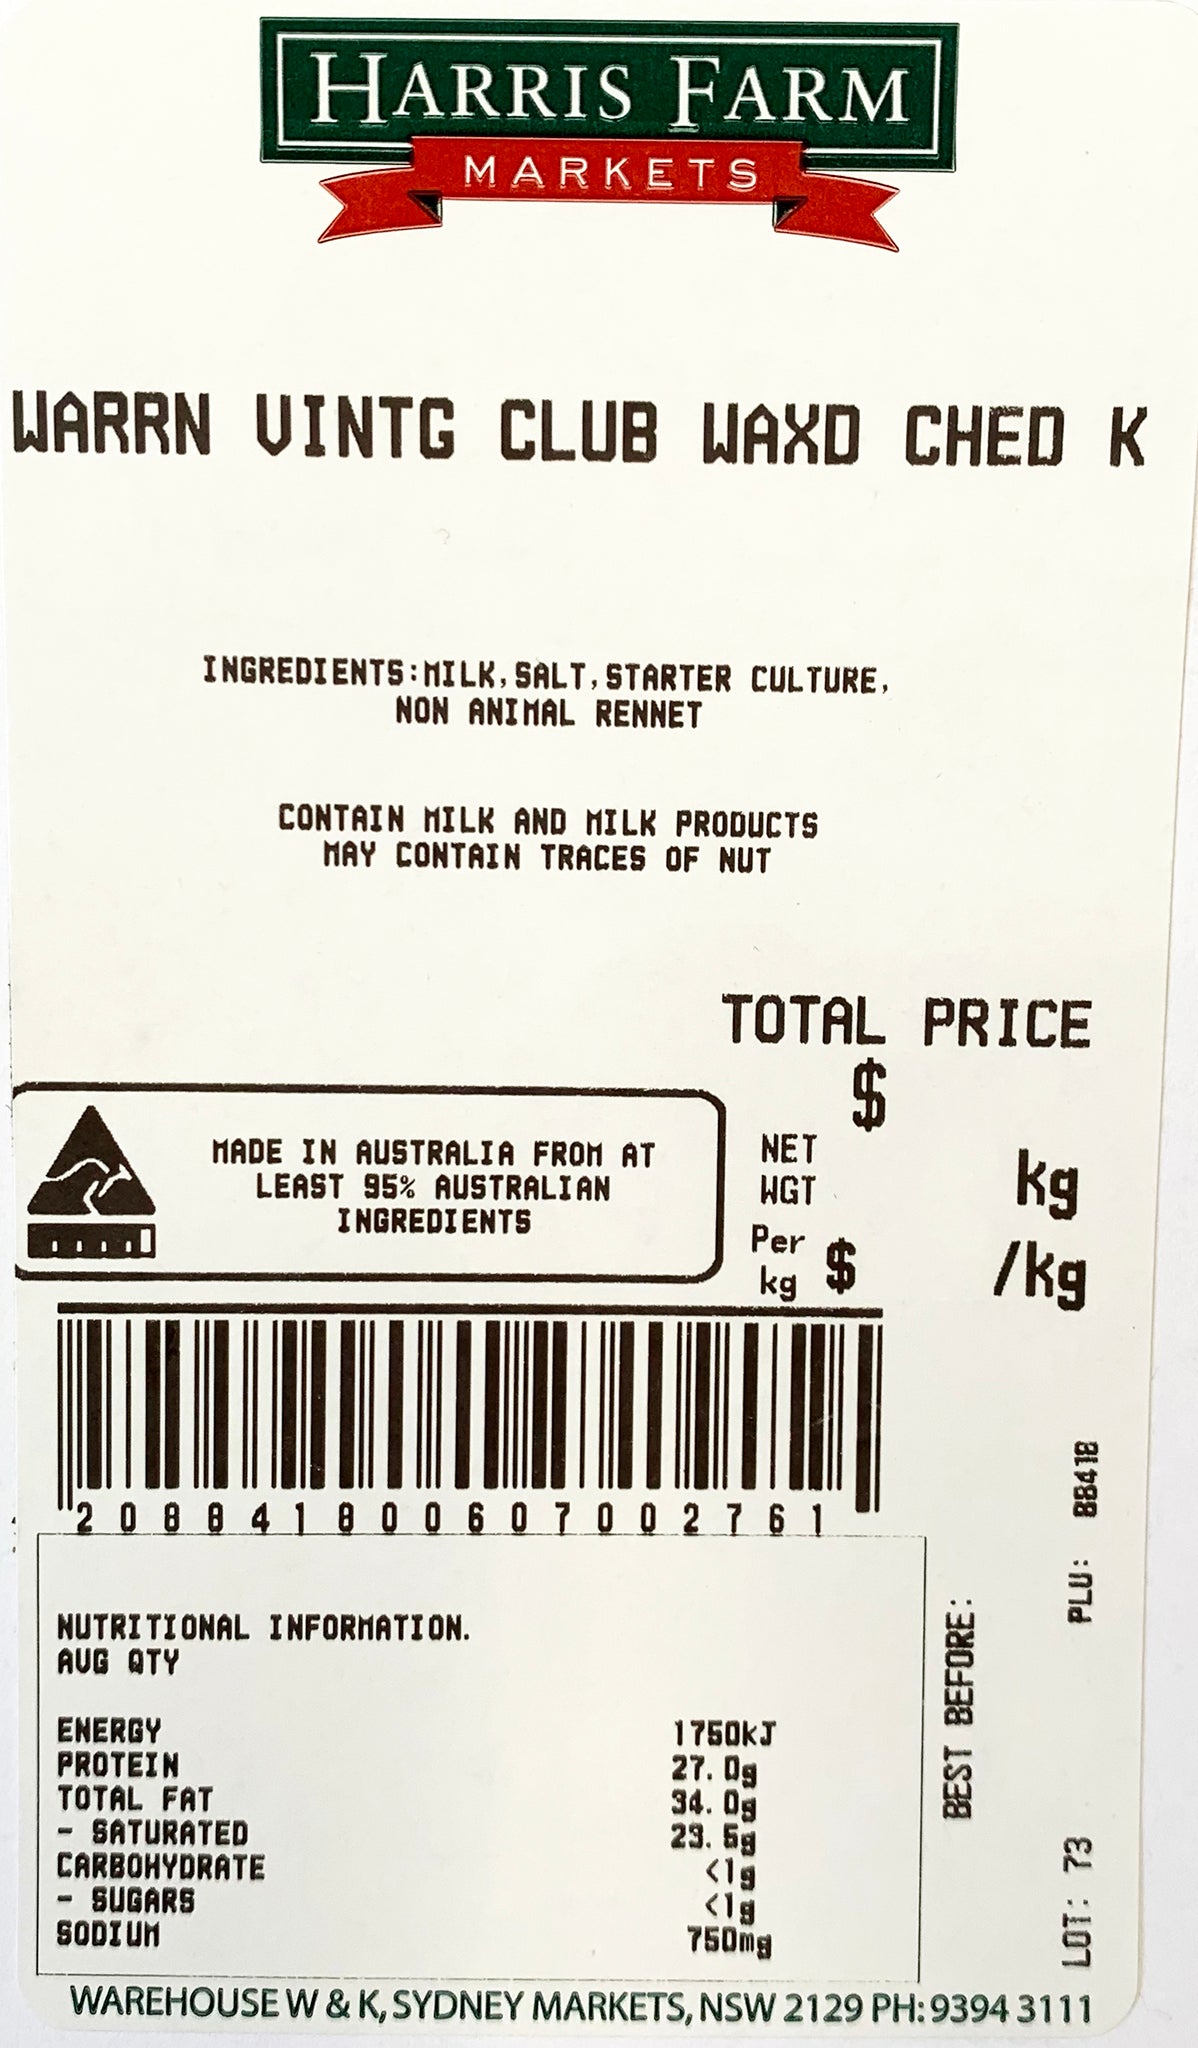 HARRIS FARM
MARKETS
WARRN VINTG CLUB WAXD CHED K
INGREDIENTS:MILK,SALT,STARTER CULTURE,
NON ANIMAL RENNET
CONTAIN MILK AND MILK PRODUCTS
MAY CONTAIN TRACES OF NUT
TOTAL PRICE
$
MADE IN AUSTRALIA FROM AT
LEAST 95% AUSTRALIAN
INGREDIENTS
NET
WGT kg
Per
kg $ /kg
208841800607002761
NUTRITIONAL INFORMATION.
AVG QTY
ENERGY 1750kJ
PROTEIN 27.0g
TOTAL FAT 34.0g
- SATURATED 23.5g
CARBOHYDRATE <1g
- SUGARS <1g
SODIUM 750mg
BEST BEFORE:
LOT: 73 PLU: 88418
WAREHOUSE W & K, SYDNEY MARKETS, NSW 2129 PH: 9394 3111